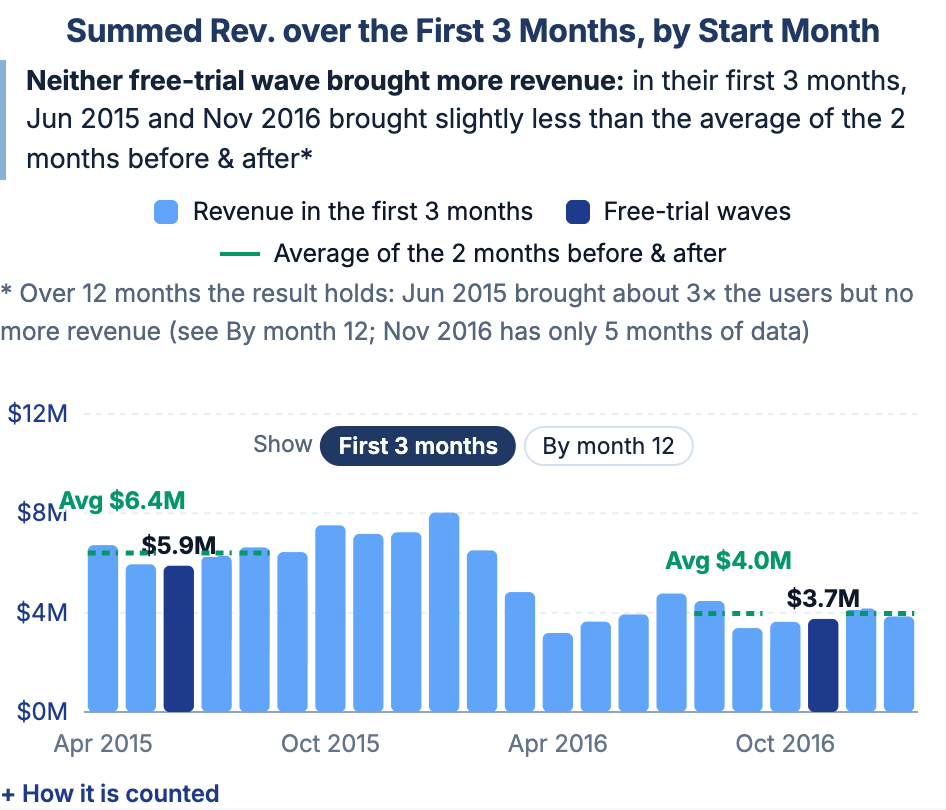 Summed Rev. over the First 3 Months, by Start Month
Neither free-trial wave brought more revenue: in their first 3 months,
Jun 2015 and Nov 2016 brought slightly less than the average of the 2
months before & after*
Revenue in the first 3 months
Free-trial waves
Average of the 2 months before & after
* Over 12 months the result holds: Jun 2015 brought about 3× the users but no
more revenue (see By month 12; Nov 2016 has only 5 months of data)
$12M
Show First 3 months By month 12
Avg $6.4M
$8M
$5.9M
Avg $4.0M
$3.7M
$4M
$0M
Apr 2015 Oct 2015 Apr 2016 Oct 2016
+ How it is counted